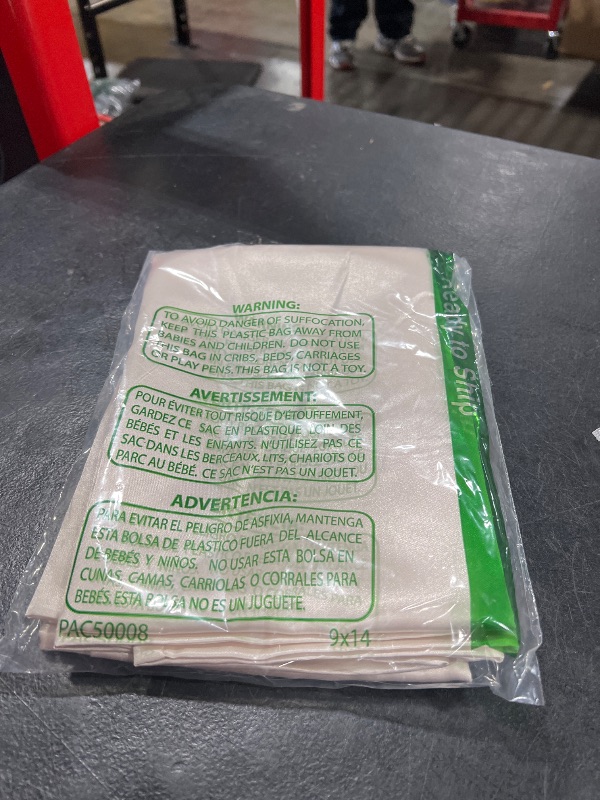 WARNING:
TO AVOID DANGER OF SUFFOCATION,
KEEP THIS PLASTIC BAG AWAY FROM
BABIES AND CHILDREN. DO NOT USE
THIS BAG IN CRIBS, BEDS, CARRIAGES
OR PLAY PENS. THIS BAG IS NOT A TOY.
AVERTISSEMENT:
POUR ÉVITER TOUT RISQUE D'ÉTOUFFEMENT,
GARDEZ CE SAC EN PLASTIQUE LOIN DES
BÉBÉS ET LES ENFANTS. N'UTILISEZ PAS CE
SAC DANS LES BERCEAUX, LITS, CHARIOTS OU
PARC AU BÉBÉ. CE SAC N'EST PAS UN JOUET.
ADVERTENCIA:
PARA EVITAR EL PELIGRO DE ASFIXIA, MANTENGA
ESTA BOLSA DE PLASTICO FUERA DEL ALCANCE
DE BEBÉS Y NIÑOS. NO USAR ESTA BOLSA EN
CUNAS, CAMAS, CARRIOLAS O CORRALES PARA
BEBÉS. ESTA BOLSA NO ES UN JUGUETE.
PAC50008 9x14
Ready to Ship